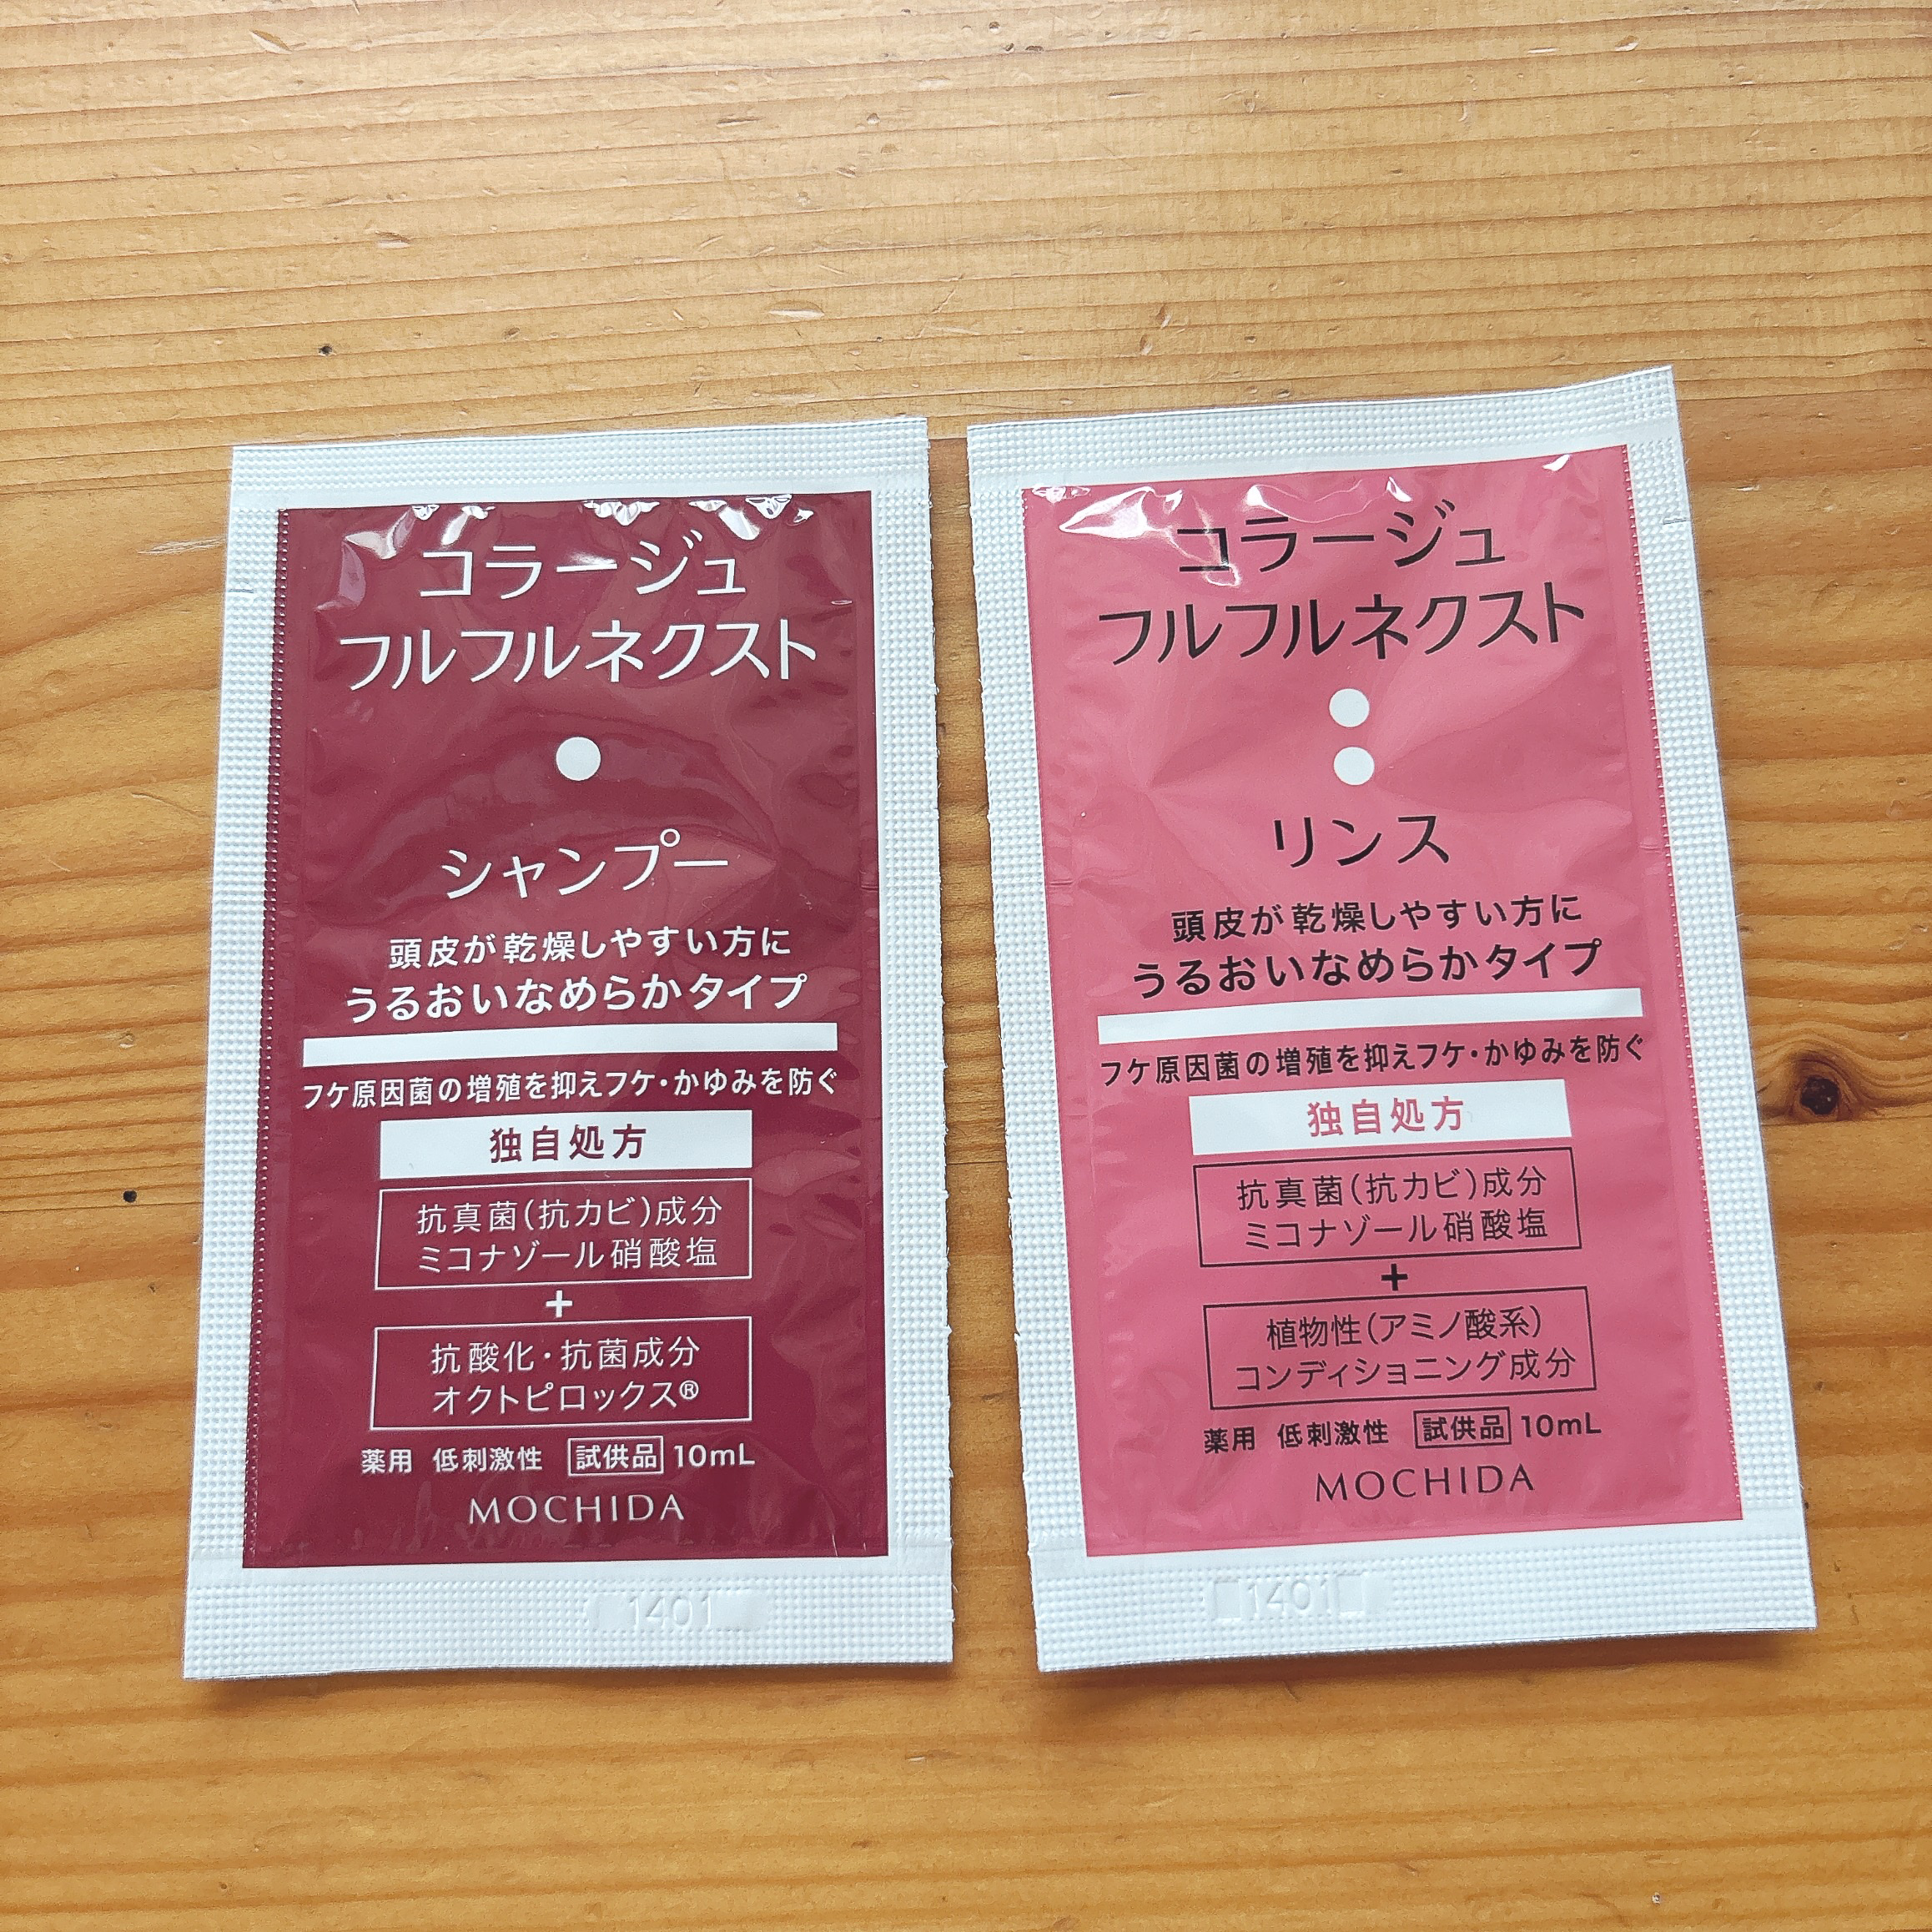 コラージュ
フルフルネクスト
シャンプー
頭皮が乾燥しやすい方に
うるおいなめらかタイプ
フケ原因菌の増殖を抑えフケ・かゆみを防ぐ
独自処方
抗真菌(抗カビ)成分
ミコナゾール硝酸塩
+
抗酸化・抗菌成分
オクトピロックス®
薬用 低刺激性 試供品 10mL
MOCHIDA
1401
コラージュ
フルフルネクスト
リンス
頭皮が乾燥しやすい方に
うるおいなめらかタイプ
フケ原因菌の増殖を抑えフケ・かゆみを防ぐ
独自処方
抗真菌(抗カビ)成分
ミコナゾール硝酸塩
+
植物性(アミノ酸系)
コンディショニング成分
薬用 低刺激性 試供品 10mL
MOCHIDA
1401